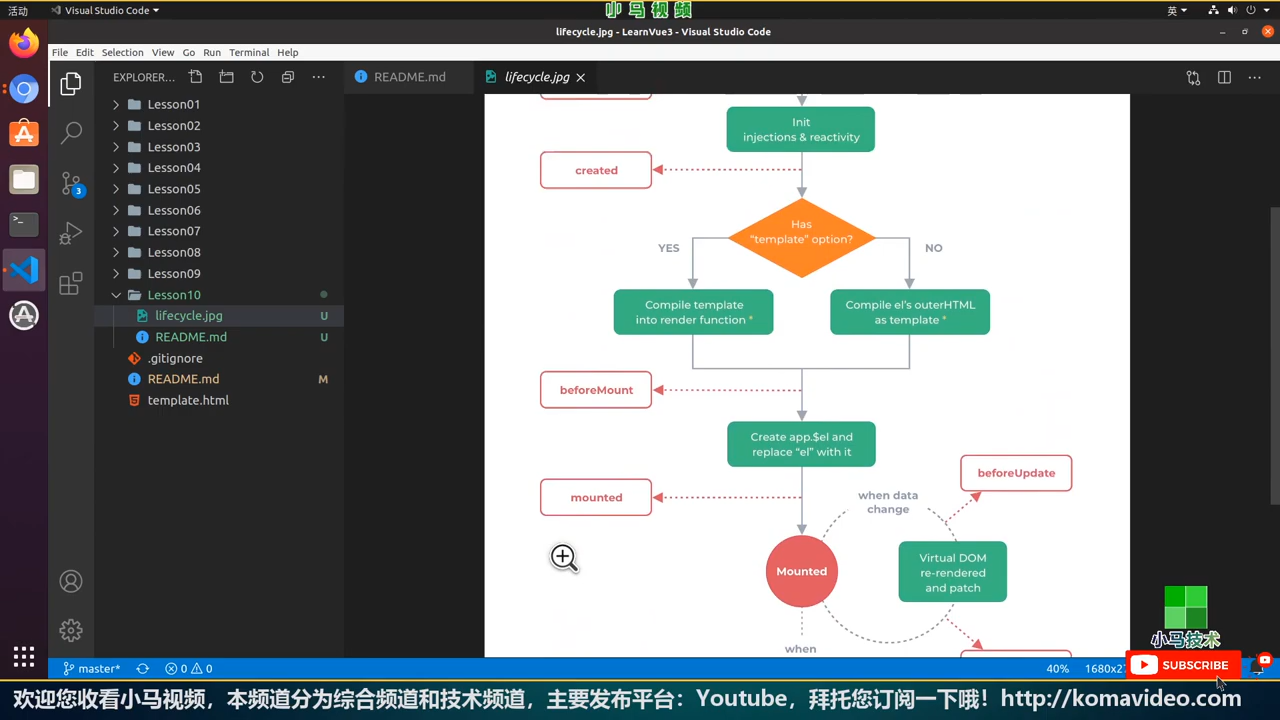 活动
Visual Studio Code
小马视频
英
lifecycle.jpg - LearnVue3 - Visual Studio Code
File Edit Selection View Go Run Terminal Help
EXPLORER...
README.md
lifecycle.jpg
Lesson01
Lesson02
Lesson03
Lesson04
Lesson05
Lesson06
Lesson07
Lesson08
Lesson09
Lesson10
lifecycle.jpg U
README.md U
.gitignore
README.md M
template.html
3
Init
injections & reactivity
created
Has
“template” option?
YES
NO
Compile template
into render function *
Compile el's outerHTML
as template *
beforeMount
Create app.$el and
replace “el” with it
beforeUpdate
mounted
when data
change
Mounted
Virtual DOM
re-rendered
and patch
when
小马技术
SUBSCRIBE
master*
0
0
40%
欢迎您收看小马视频，本频道分为综合频道和技术频道，主要发布平台：Youtube，拜托您订阅一下哦！http://komavideo.com